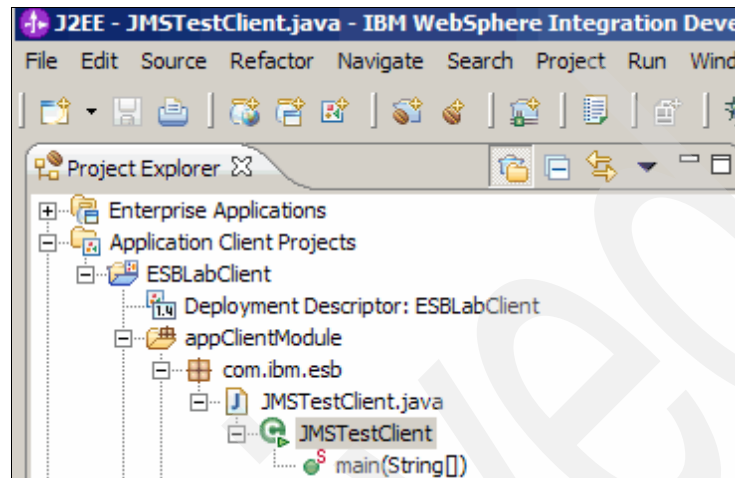 J2EE - JMSTestClient.java - IBM WebSphere Integration Deve
File Edit Source Refactor Navigate Search Project Run Wind
Project Explorer
Enterprise Applications
Application Client Projects
ESBLabClient
Deployment Descriptor: ESBLabClient
appClientModule
com.ibm.esb
JMSTestClient.java
JMSTestClient
main(String[])